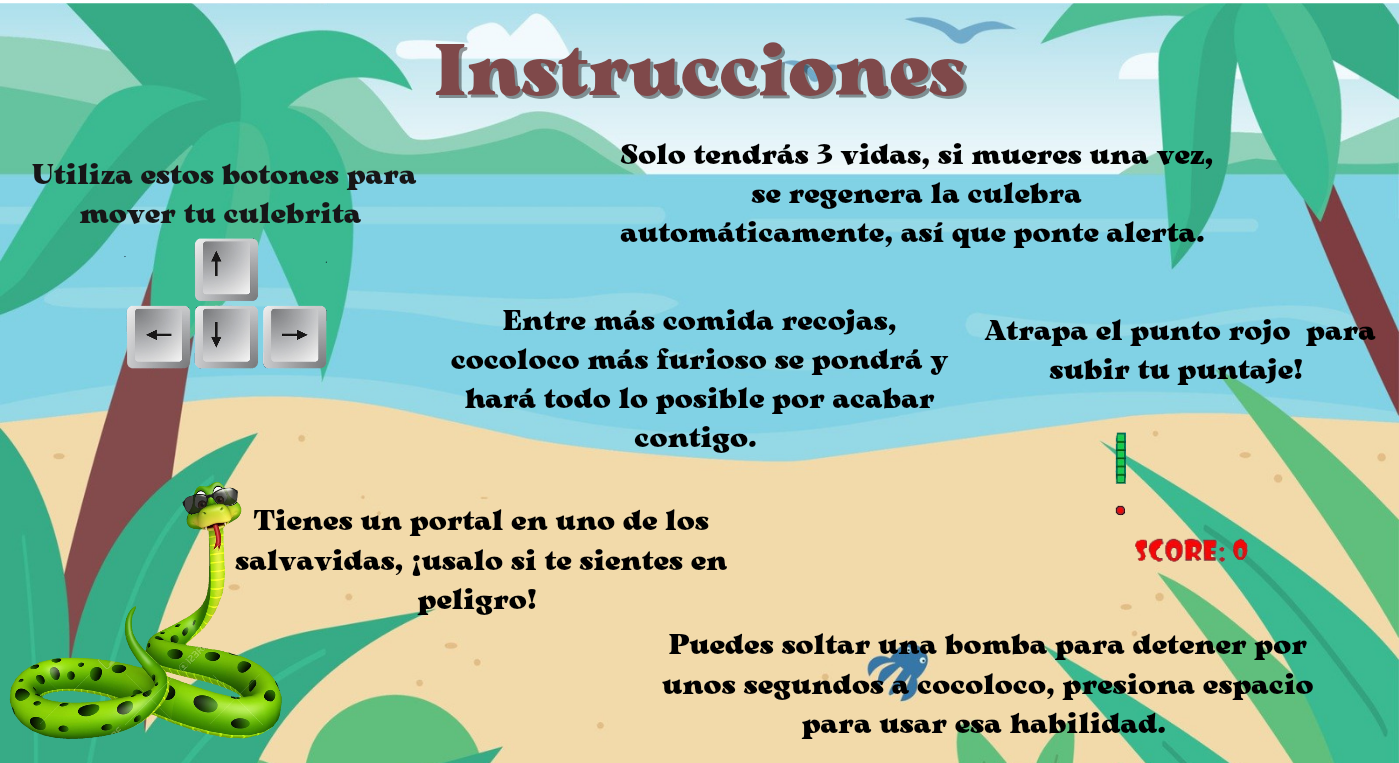 Instrucciones
Utiliza estos botones para
mover tu culebrita
Solo tendrás 3 vidas, si mueres una vez,
se regenera la culebra
automáticamente, así que ponte alerta.
Entre más comida recojas,
cocoloco más furioso se pondrá y
hará todo lo posible por acabar
contigo.
Atrapa el punto rojo para
subir tu puntaje!
SCORE: 0
Tienes un portal en uno de los
salvavidas, ¡usalo si te sientes en
peligro!
Puedes soltar una bomba para detener por
unos segundos a cocoloco, presiona espacio
para usar esa habilidad.